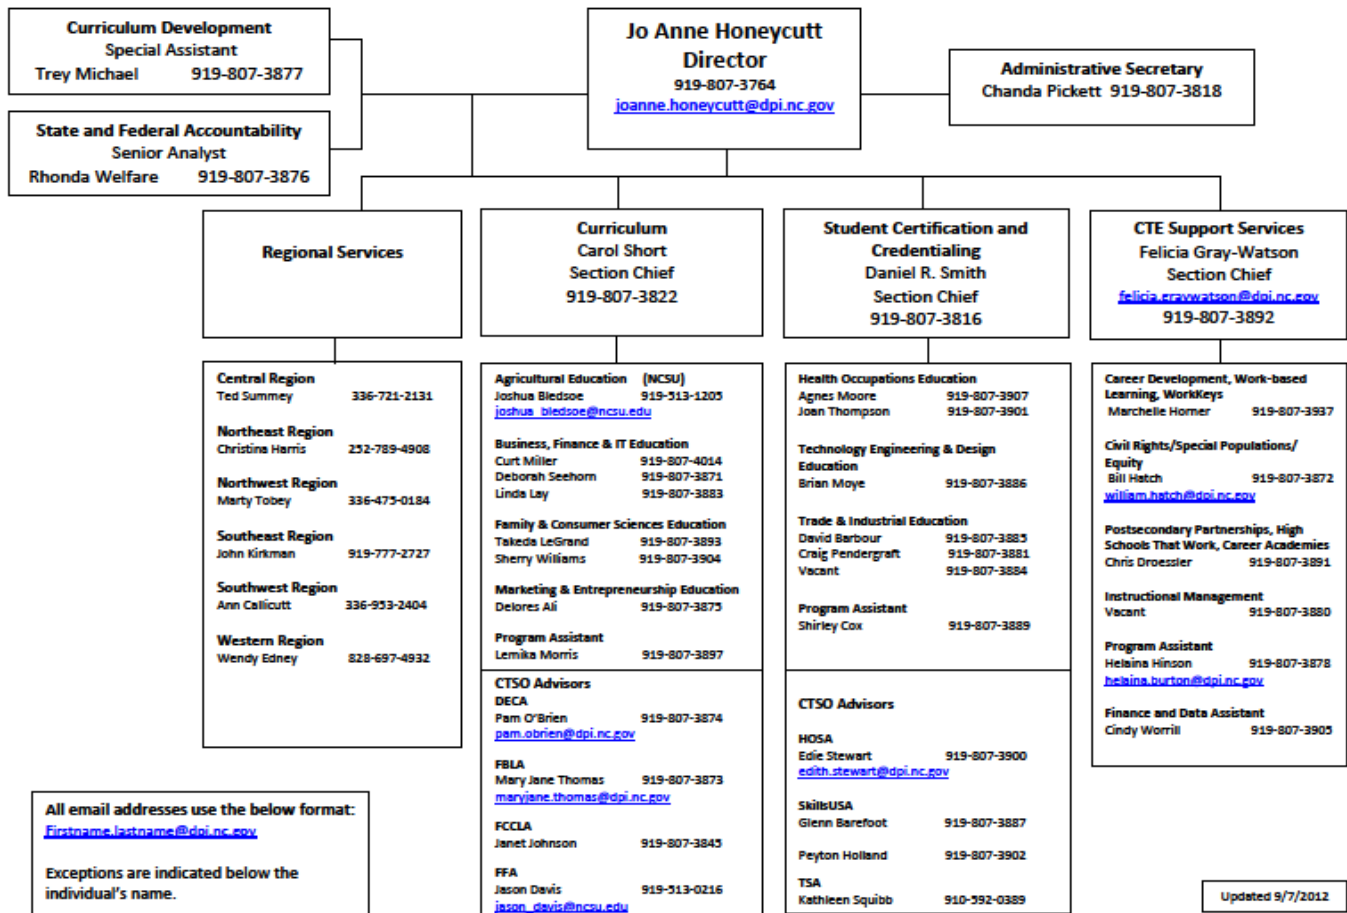 Curriculum Development
Special Assistant
Trey Michael 919-807-3877
State and Federal Accountability
Senior Analyst
Rhonda Welfare 919-807-3876
Jo Anne Honeycutt
Director
919-807-3764
joanne.honeycutt@dpi.nc.gov
Administrative Secretary
Chanda Pickett 919-807-3818
Regional Services
Curriculum
Carol Short
Section Chief
919-807-3822
Student Certification and
Credentialing
Daniel R. Smith
Section Chief
919-807-3816
CTE Support Services
Felicia Gray-Watson
Section Chief
felicia.graywatson@dpi.nc.gov
919-807-3892
Central Region
Ted Summey 336-721-2131
Northeast Region
Christina Harris 252-789-4908
Northwest Region
Marty Tobey 336-475-0184
Southeast Region
John Kirkman 919-777-2727
Southwest Region
Ann Callicutt 336-953-2404
Western Region
Wendy Edney 828-697-4932
Agricultural Education (NCSU)
Joshua Bledsoe 919-513-1205
joshua_bledsoe@ncsu.edu
Business, Finance & IT Education
Curt Miller 919-807-4014
Deborah Seehorn 919-807-3871
Linda Lay 919-807-3883
Family & Consumer Sciences Education
Takeda LeGrand 919-807-3893
Sherry Williams 919-807-3904
Marketing & Entrepreneurship Education
Delores Ali 919-807-3875
Program Assistant
Lemika Morris 919-807-3897
CTSO Advisors
DECA
Pam O'Brien 919-807-3874
pam.obrien@dpi.nc.gov
FBLA
Mary Jane Thomas 919-807-3873
maryjane.thomas@dpi.nc.gov
FCCLA
Janet Johnson 919-807-3845
FFA
Jason Davis 919-513-0216
jason_davis@ncsu.edu
Health Occupations Education
Agnes Moore 919-807-3907
Joan Thompson 919-807-3901
Technology Engineering & Design
Education
Brian Moye 919-807-3886
Trade & Industrial Education
David Barbour 919-807-3885
Craig Pendergraft 919-807-3881
Vacant 919-807-3884
Program Assistant
Shirley Cox 919-807-3889
CTSO Advisors
HOSA
Edie Stewart 919-807-3900
edith.stewart@dpi.nc.gov
SkillsUSA
Glenn Barefoot 919-807-3887
Peyton Holland 919-807-3902
TSA
Kathleen Squibb 910-592-0389
Career Development, Work-based
Learning, WorkKeys
Marchelle Horner 919-807-3937
Civil Rights/Special Populations/
Equity
Bill Hatch 919-807-3872
william.hatch@dpi.nc.gov
Postsecondary Partnerships, High
Schools That Work, Career Academies
Chris Droessler 919-807-3891
Instructional Management
Vacant 919-807-3880
Program Assistant
Helaina Hinson 919-807-3878
helaina.burton@dpi.nc.gov
Finance and Data Assistant
Cindy Worrill 919-807-3905
All email addresses use the below format:
Firstname.lastname@dpi.nc.gov
Exceptions are indicated below the
individual's name.
Updated 9/7/2012